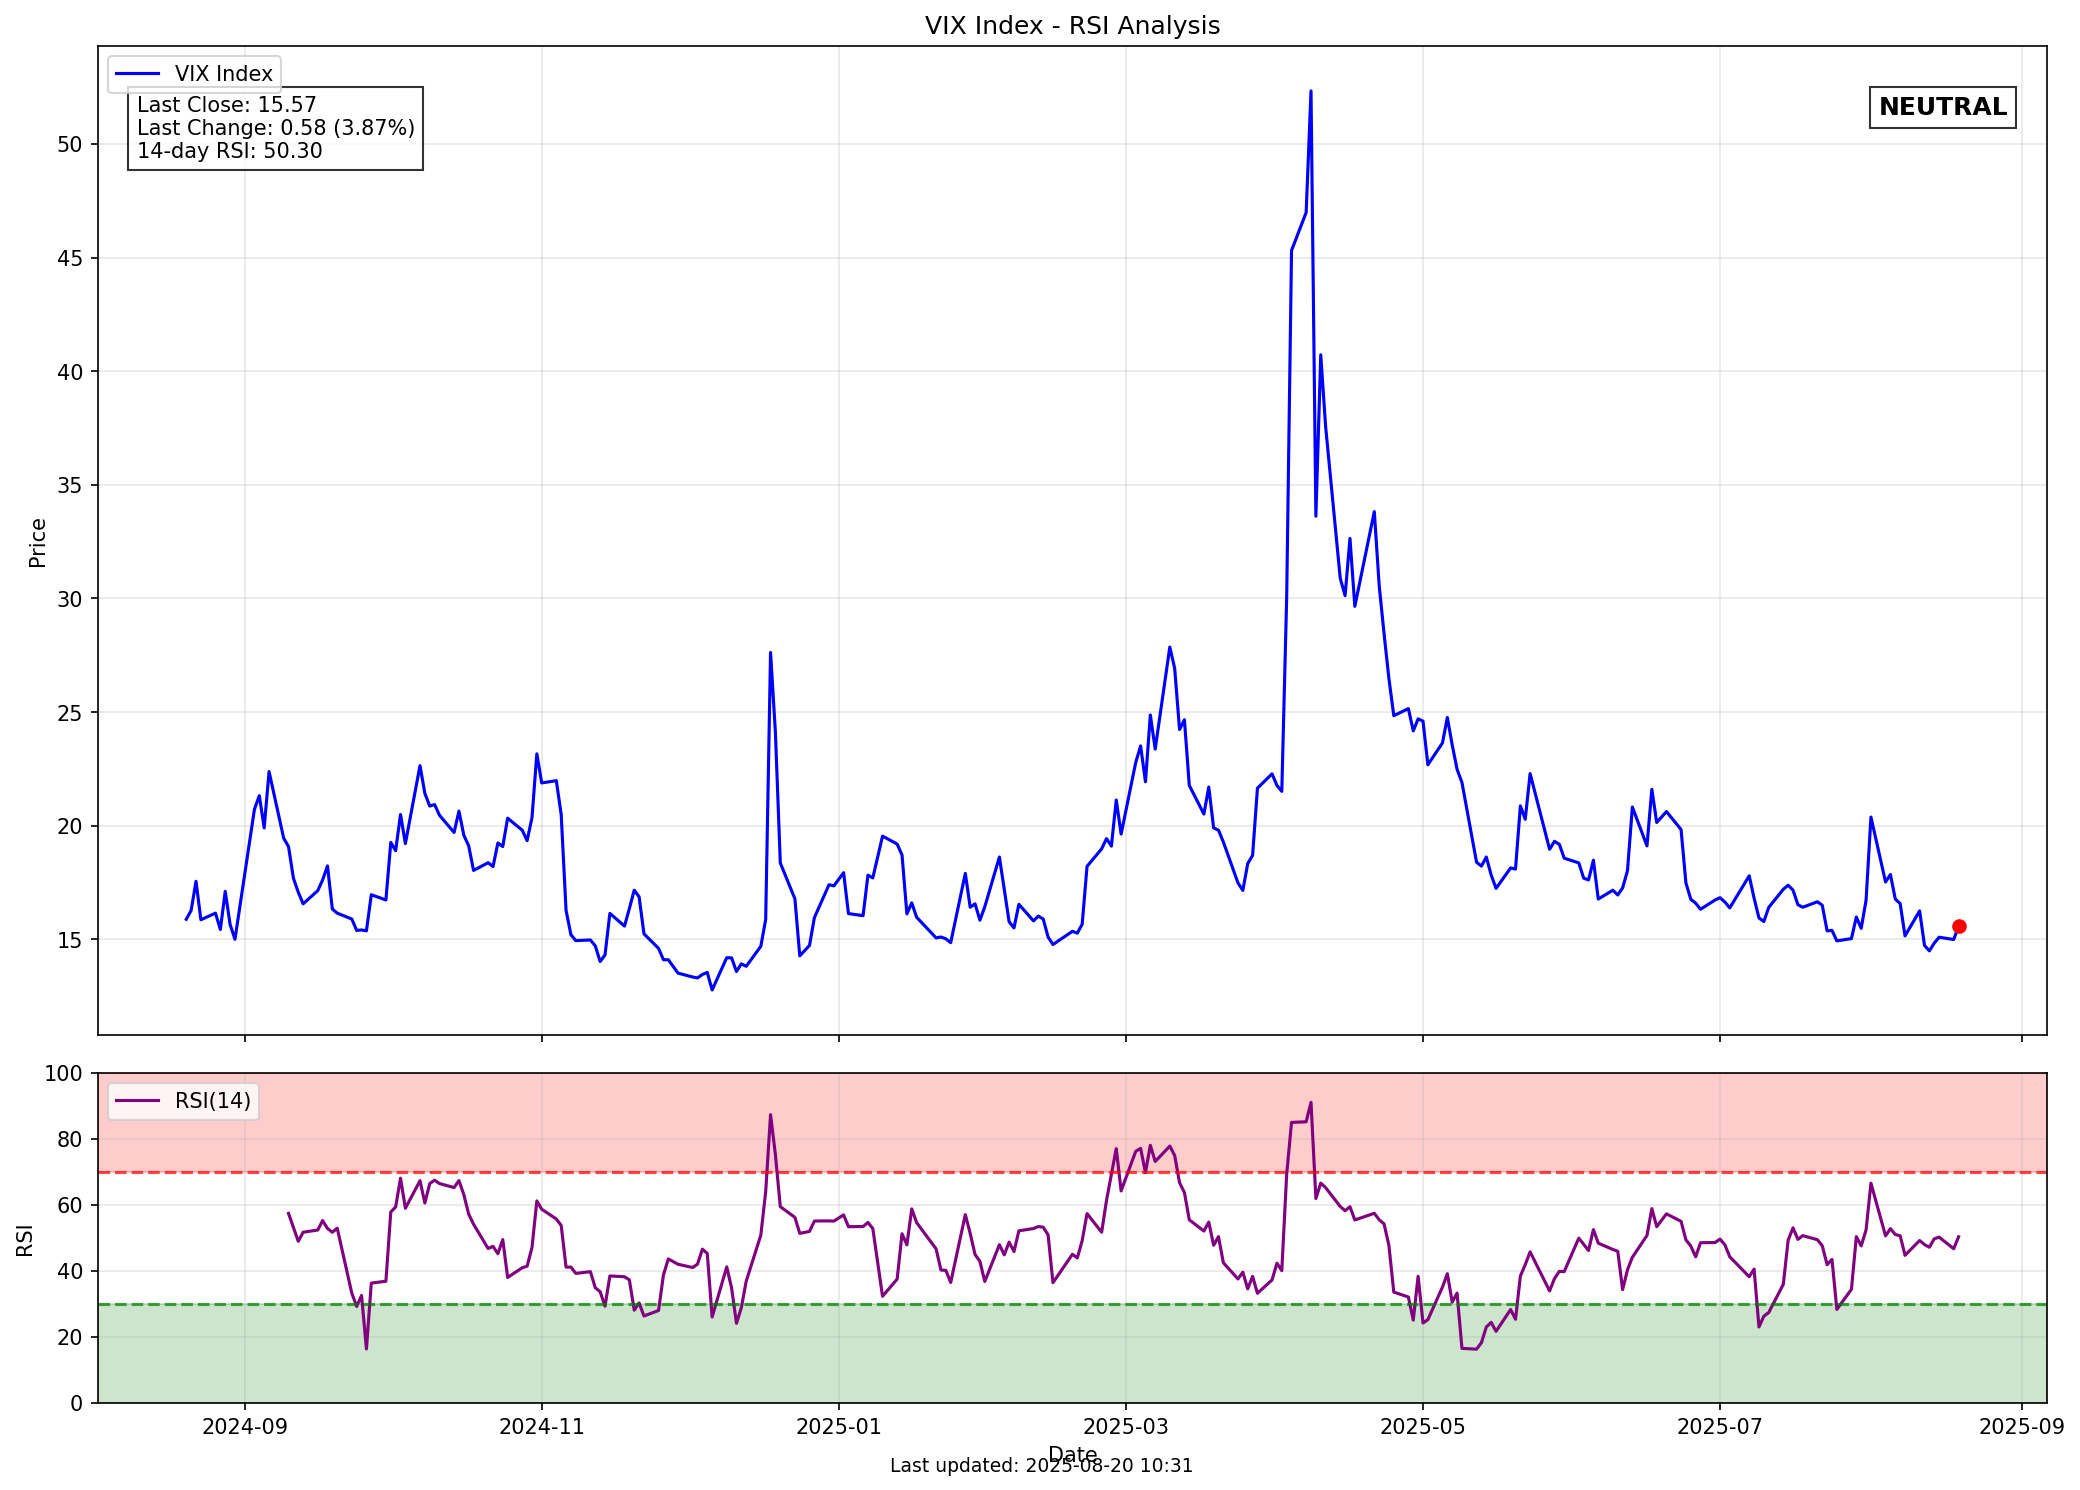 VIX Index - RSI Analysis
VIX Index
Last Close: 15.57
Last Change: 0.58 (3.87%)
14-day RSI: 50.30
NEUTRAL
Price
50
45
40
35
30
25
20
15
RSI(14)
RSI
100
80
60
40
20
0
2024-09
2024-11
2025-01
2025-03
2025-05
2025-07
2025-09
Date
Last updated: 2025-08-20 10:31